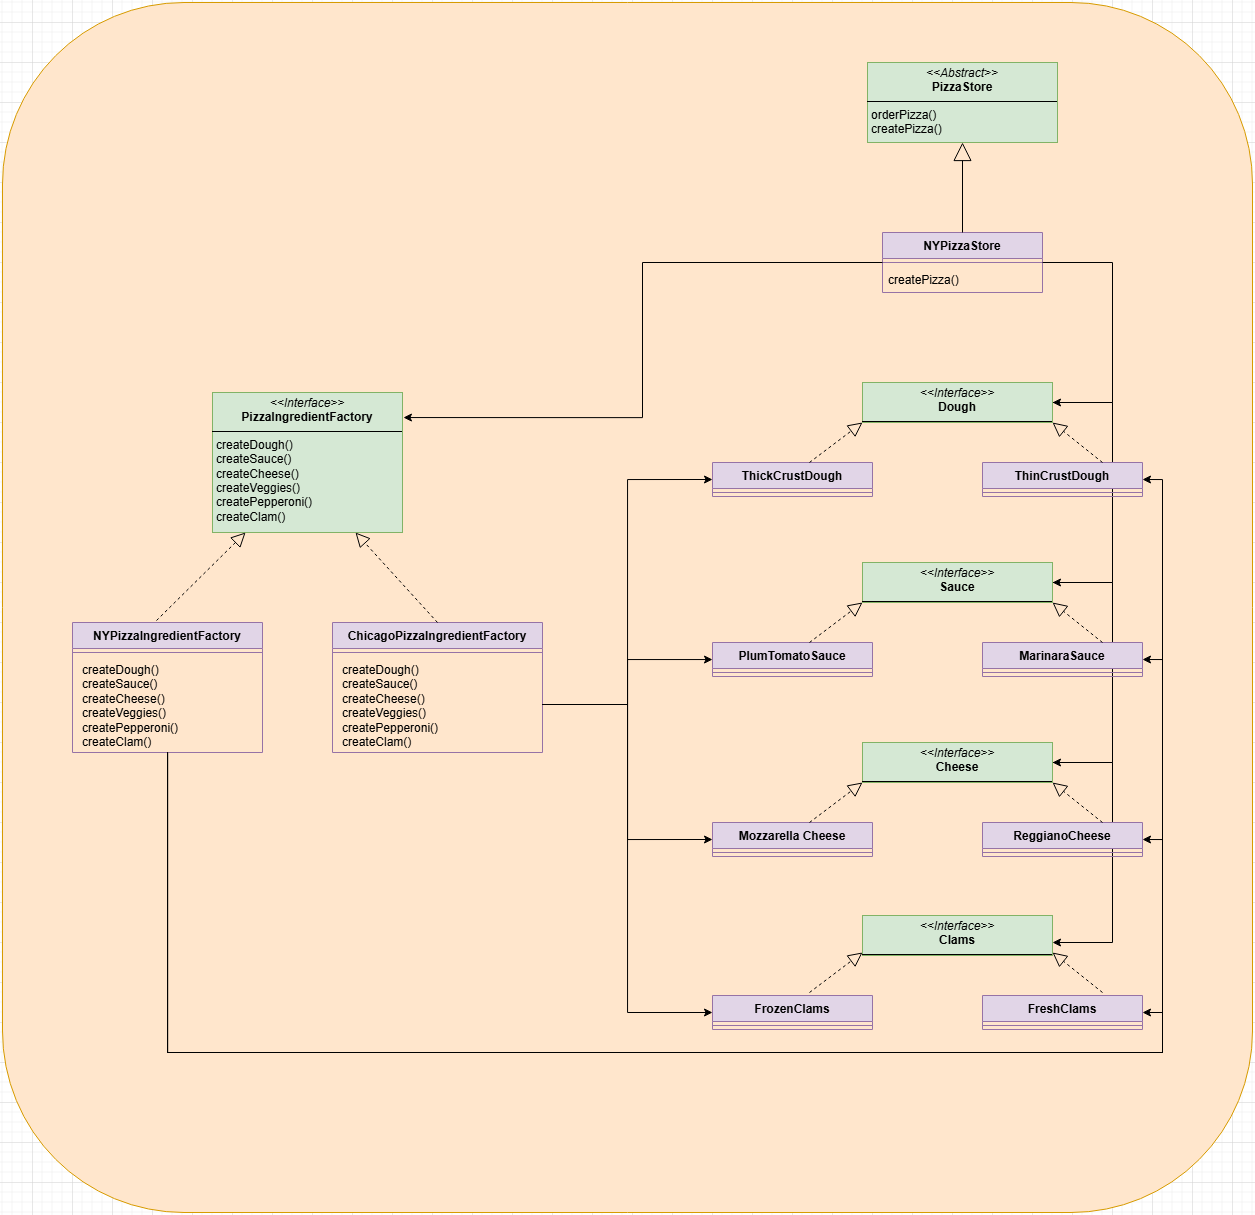 <<Abstract>>
PizzaStore
orderPizza()
createPizza()
NYPizzaStore
createPizza()
<<Interface>>
PizzaIngredientFactory
createDough()
createSauce()
createCheese()
createVeggies()
createPepperoni()
createClam()
<<Interface>>
Dough
ThickCrustDough
ThinCrustDough
<<Interface>>
Sauce
NYPizzaIngredientFactory
createDough()
createSauce()
createCheese()
createVeggies()
createPepperoni()
createClam()
ChicagoPizzaIngredientFactory
createDough()
createSauce()
createCheese()
createVeggies()
createPepperoni()
createClam()
PlumTomatoSauce
MarinaraSauce
<<Interface>>
Cheese
Mozzarella Cheese
ReggianoCheese
<<Interface>>
Clams
FrozenClams
FreshClams